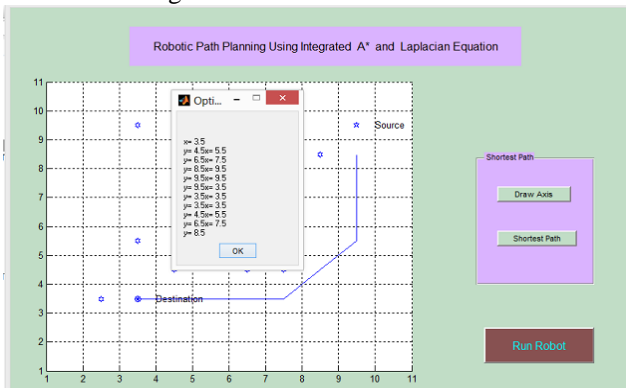 Robotic Path Planning Using Integrated A* and Laplacian Equation
11
10
9
8
7
6
5
4
3
2
1
1 2 3 4 5 6 7 8 9 10 11
Source
Destination
Opti...
x= 3.5
y= 4.5x= 5.5
y= 6.5x= 7.5
y= 8.5x= 9.5
y= 9.5x= 9.5
y= 9.5x= 3.5
y= 3.5x= 3.5
y= 3.5x= 3.5
y= 4.5x= 5.5
y= 6.5x= 7.5
y= 8.5
OK
Shortest Path
Draw Axis
Shortest Path
Run Robot